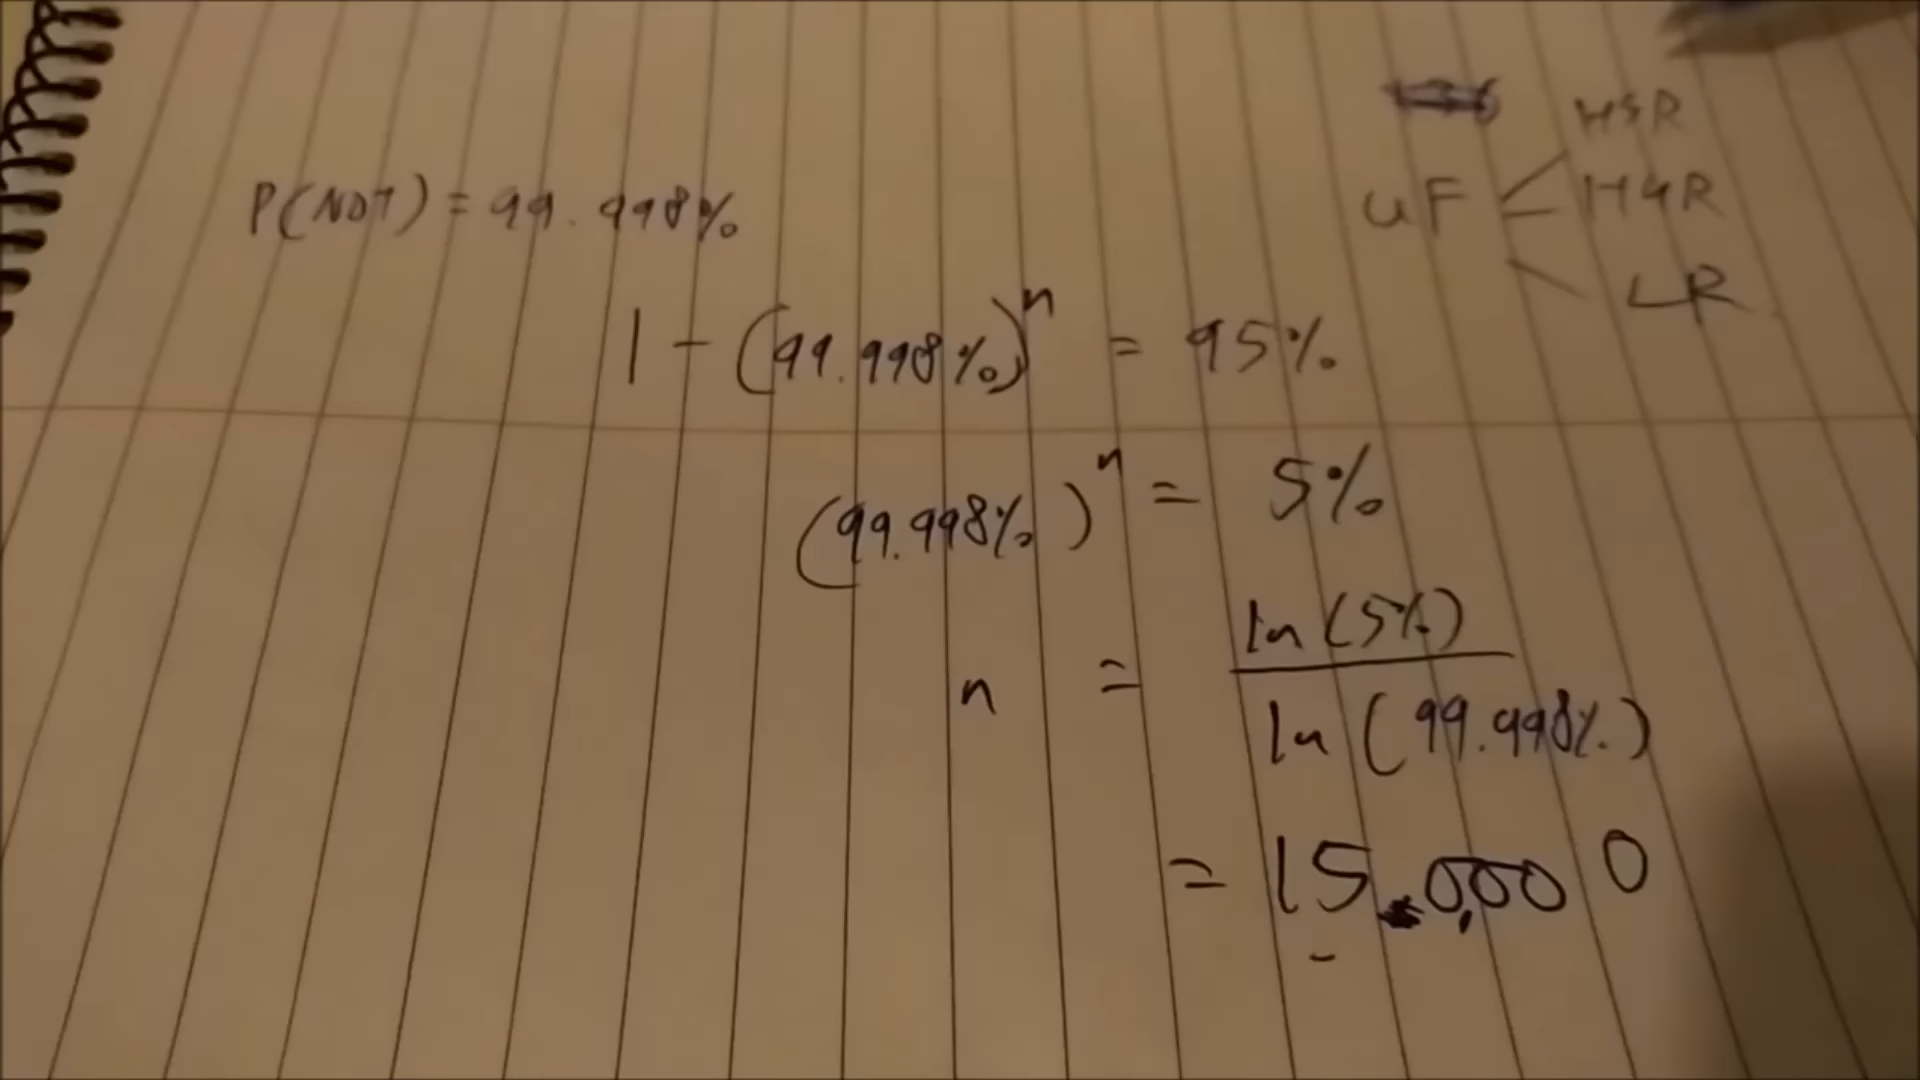 P(NOT) = 99.998%
HSR
UF < H4R
LR
1 - (99.998%)^n = 95%
(99.998%)^n = 5%
n = ln(5%) / ln(99.998%)
= 150,000